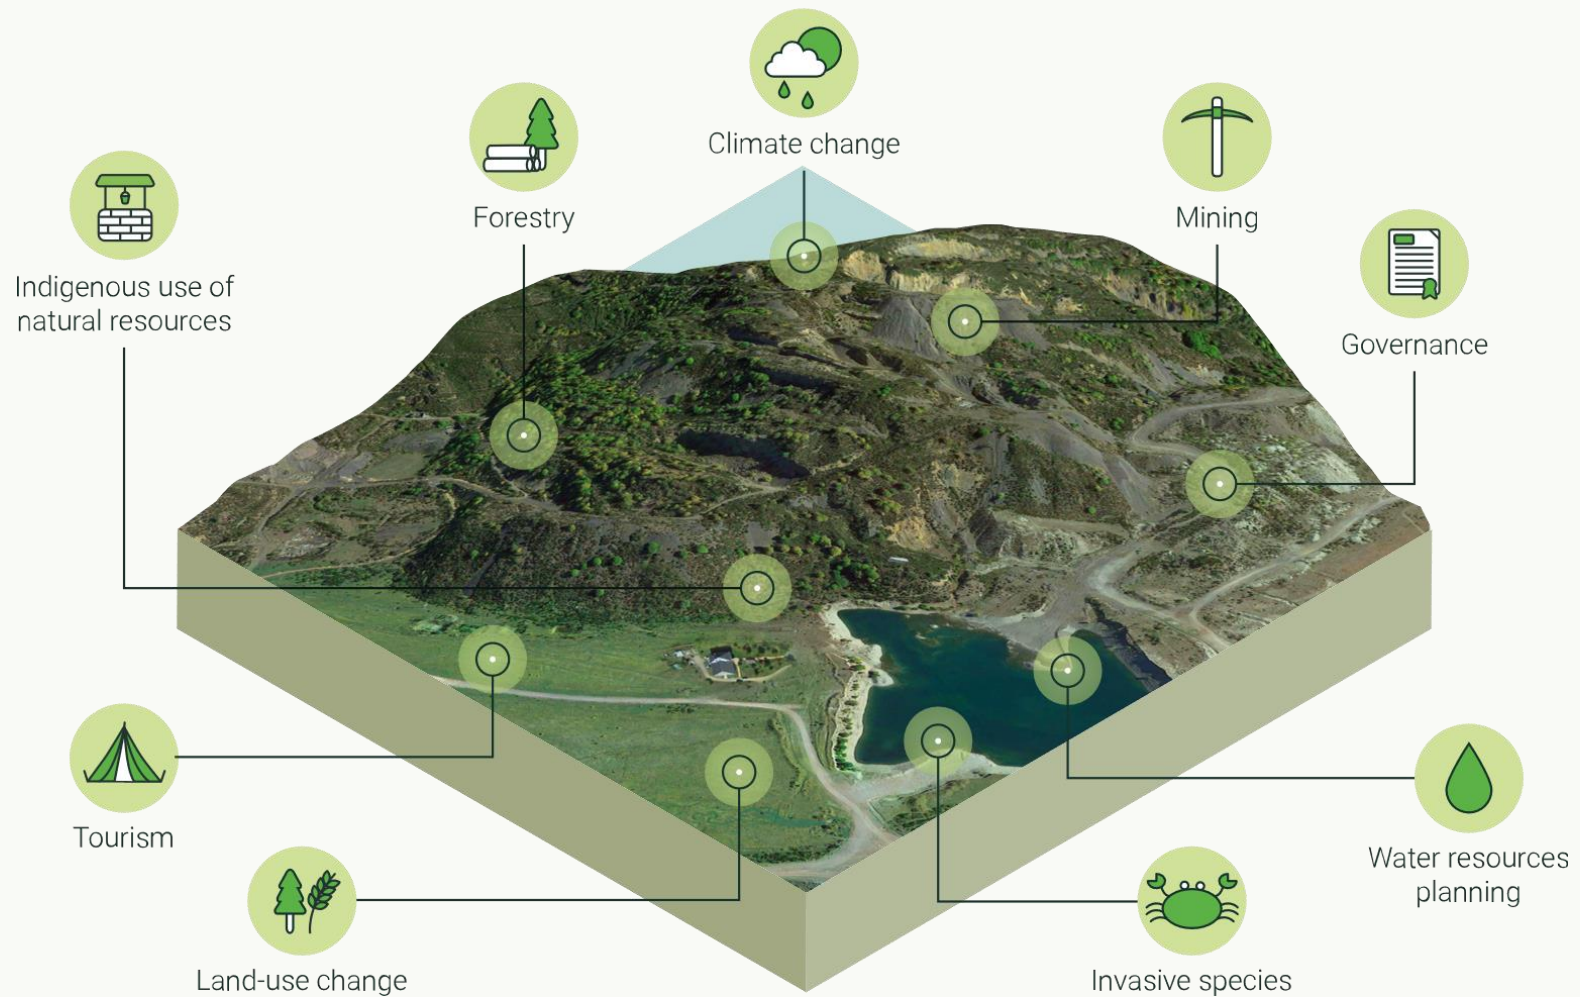 Climate change
Forestry
Mining
Indigenous use of
natural resources
Governance
Tourism
Water resources
planning
Land-use change
Invasive species